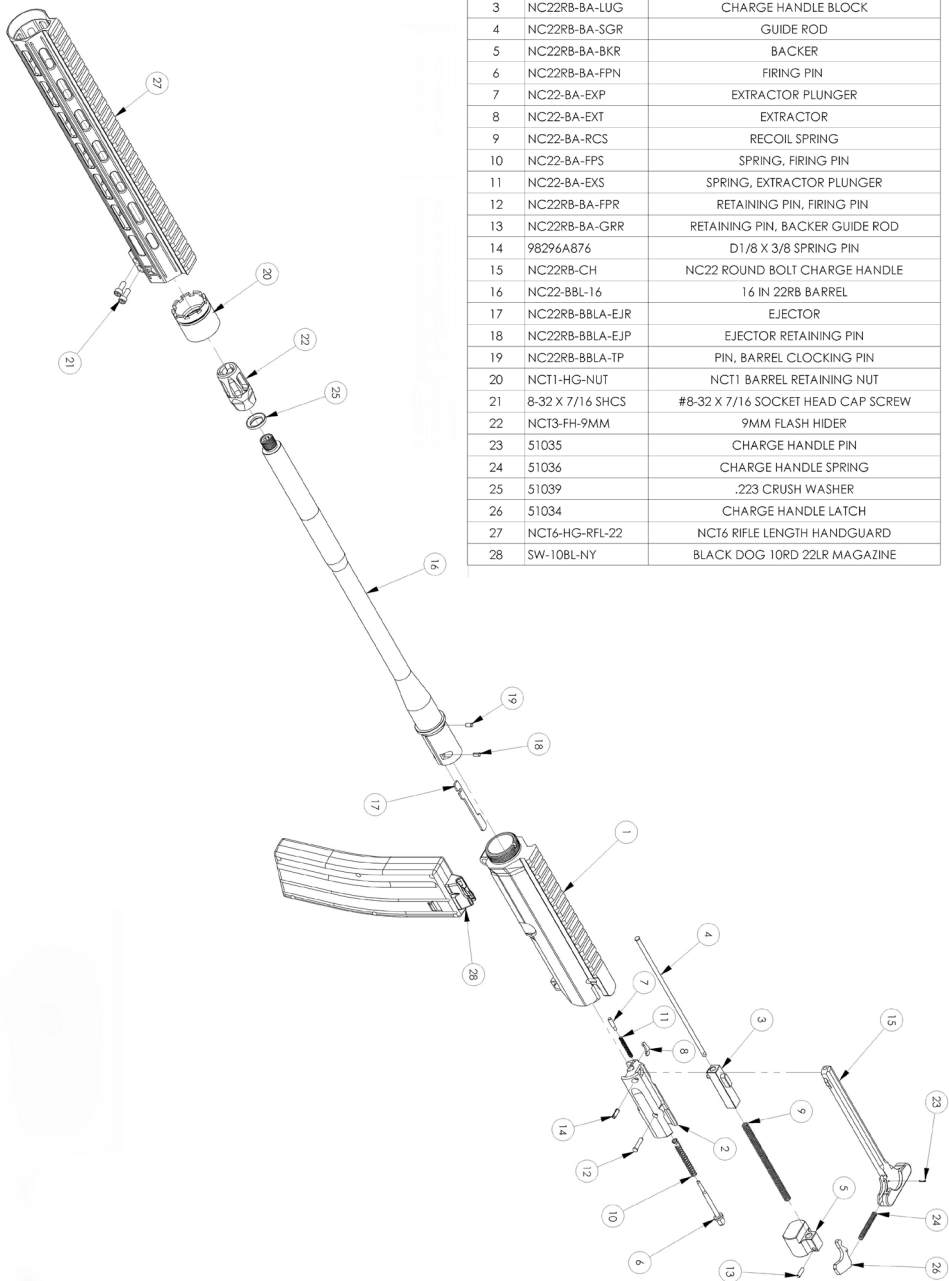 3 NC22RB-BA-LUG CHARGE HANDLE BLOCK
4 NC22RB-BA-SGR GUIDE ROD
5 NC22RB-BA-BKR BACKER
6 NC22RB-BA-FPN FIRING PIN
7 NC22-BA-EXP EXTRACTOR PLUNGER
8 NC22-BA-EXT EXTRACTOR
9 NC22-BA-RCS RECOIL SPRING
10 NC22-BA-FPS SPRING, FIRING PIN
11 NC22-BA-EXS SPRING, EXTRACTOR PLUNGER
12 NC22RB-BA-FPR RETAINING PIN, FIRING PIN
13 NC22RB-BA-GRR RETAINING PIN, BACKER GUIDE ROD
14 98296A876 D1/8 X 3/8 SPRING PIN
15 NC22RB-CH NC22 ROUND BOLT CHARGE HANDLE
16 NC22-BBL-16 16 IN 22RB BARREL
17 NC22RB-BBLA-EJR EJECTOR
18 NC22RB-BBLA-EJP EJECTOR RETAINING PIN
19 NC22RB-BBLA-TP PIN, BARREL CLOCKING PIN
20 NCT1-HG-NUT NCT1 BARREL RETAINING NUT
21 8-32 X 7/16 SHCS #8-32 X 7/16 SOCKET HEAD CAP SCREW
22 NCT3-FH-9MM 9MM FLASH HIDER
23 51035 CHARGE HANDLE PIN
24 51036 CHARGE HANDLE SPRING
25 51039 .223 CRUSH WASHER
26 51034 CHARGE HANDLE LATCH
27 NCT6-HG-RFL-22 NCT6 RIFLE LENGTH HANDGUARD
28 SW-10BL-NY BLACK DOG 10RD 22LR MAGAZINE
27
20
21
22
25
16
19
18
17
1
28
4
7
11
8
3
15
23
9
14
12
2
10
6
5
24
26
13